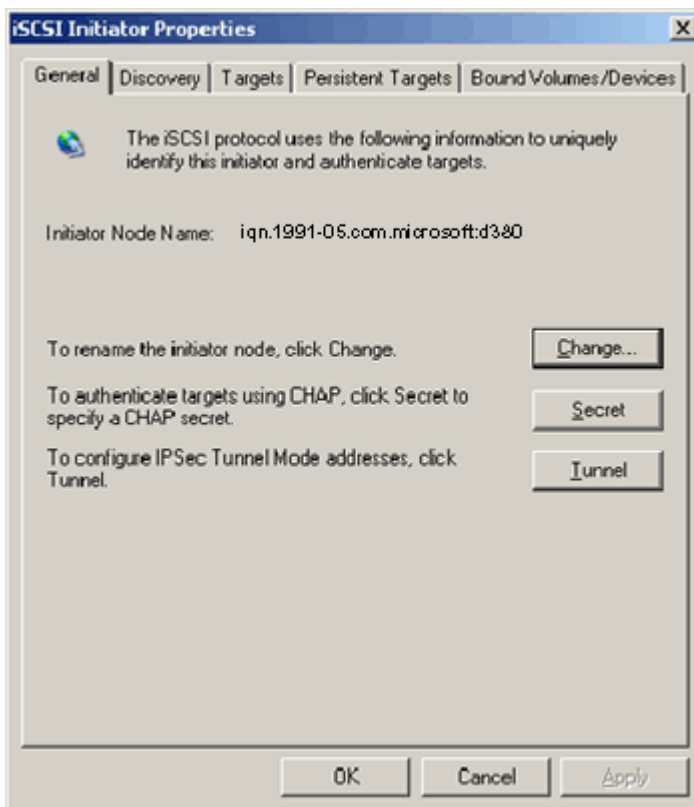 iSCSI Initiator Properties
General
Discovery
Targets
Persistent Targets
Bound Volumes/Devices
The iSCSI protocol uses the following information to uniquely
identify this initiator and authenticate targets.
Initiator Node Name: iqn.1991-05.com.microsoft:d380
To rename the initiator node, click Change.
Change...
To authenticate targets using CHAP, click Secret to
specify a CHAP secret.
Secret
To configure IPSec Tunnel Mode addresses, click
Tunnel.
Tunnel
OK
Cancel
Apply